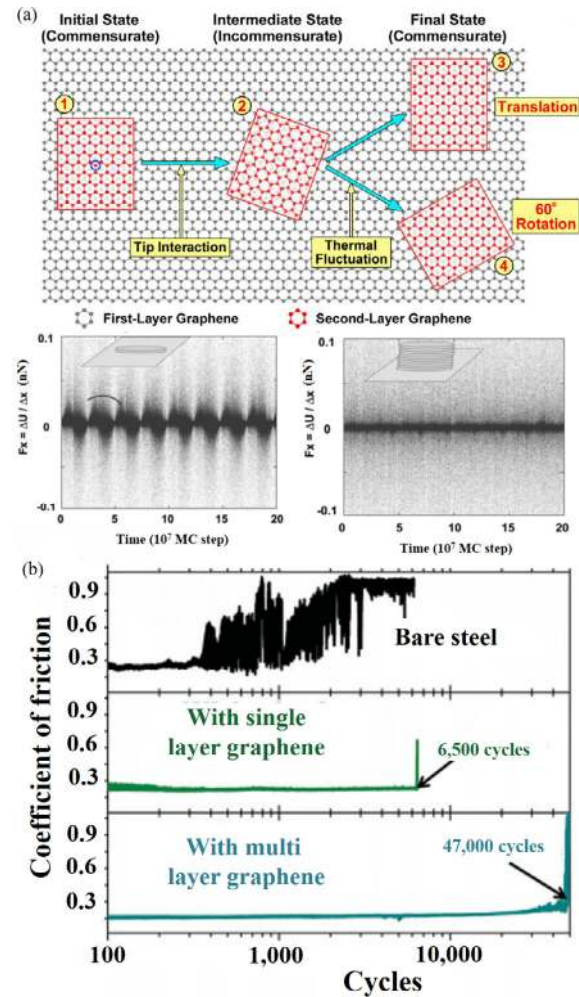 (a)
Initial State
(Commensurate)
Intermediate State
(Incommensurate)
Final State
(Commensurate)
1
2
3
Translation
Tip Interaction
Thermal
Fluctuation
60°
Rotation
4
First-Layer Graphene
Second-Layer Graphene
Fx = ΔU / Δx (nN)
0.1
0
-0.1
0
5
10
15
20
Time (10⁷ MC step)
Fx = ΔU / Δx (nN)
0.1
0
-0.1
0
5
10
15
20
Time (10⁷ MC step)
(b)
Coefficient of friction
0.9
0.6
0.3
Bare steel
0.9
0.6
0.3
With single
layer graphene
6,500 cycles
0.9
0.6
0.3
With multi
layer graphene
47,000 cycles
100
1,000
10,000
Cycles